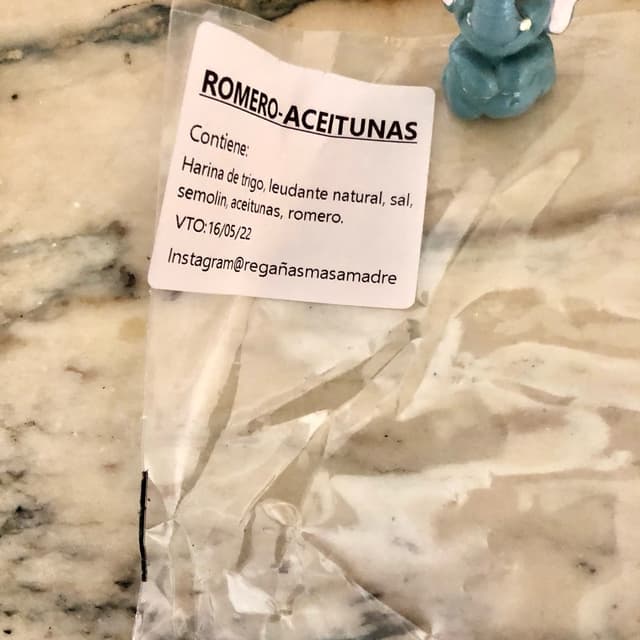 ROMERO-ACEITUNAS
Contiene:
Harina de trigo, leudante natural, sal,
semolin, aceitunas, romero.
VTO:16/05/22
Instagram@regañasmasamadre